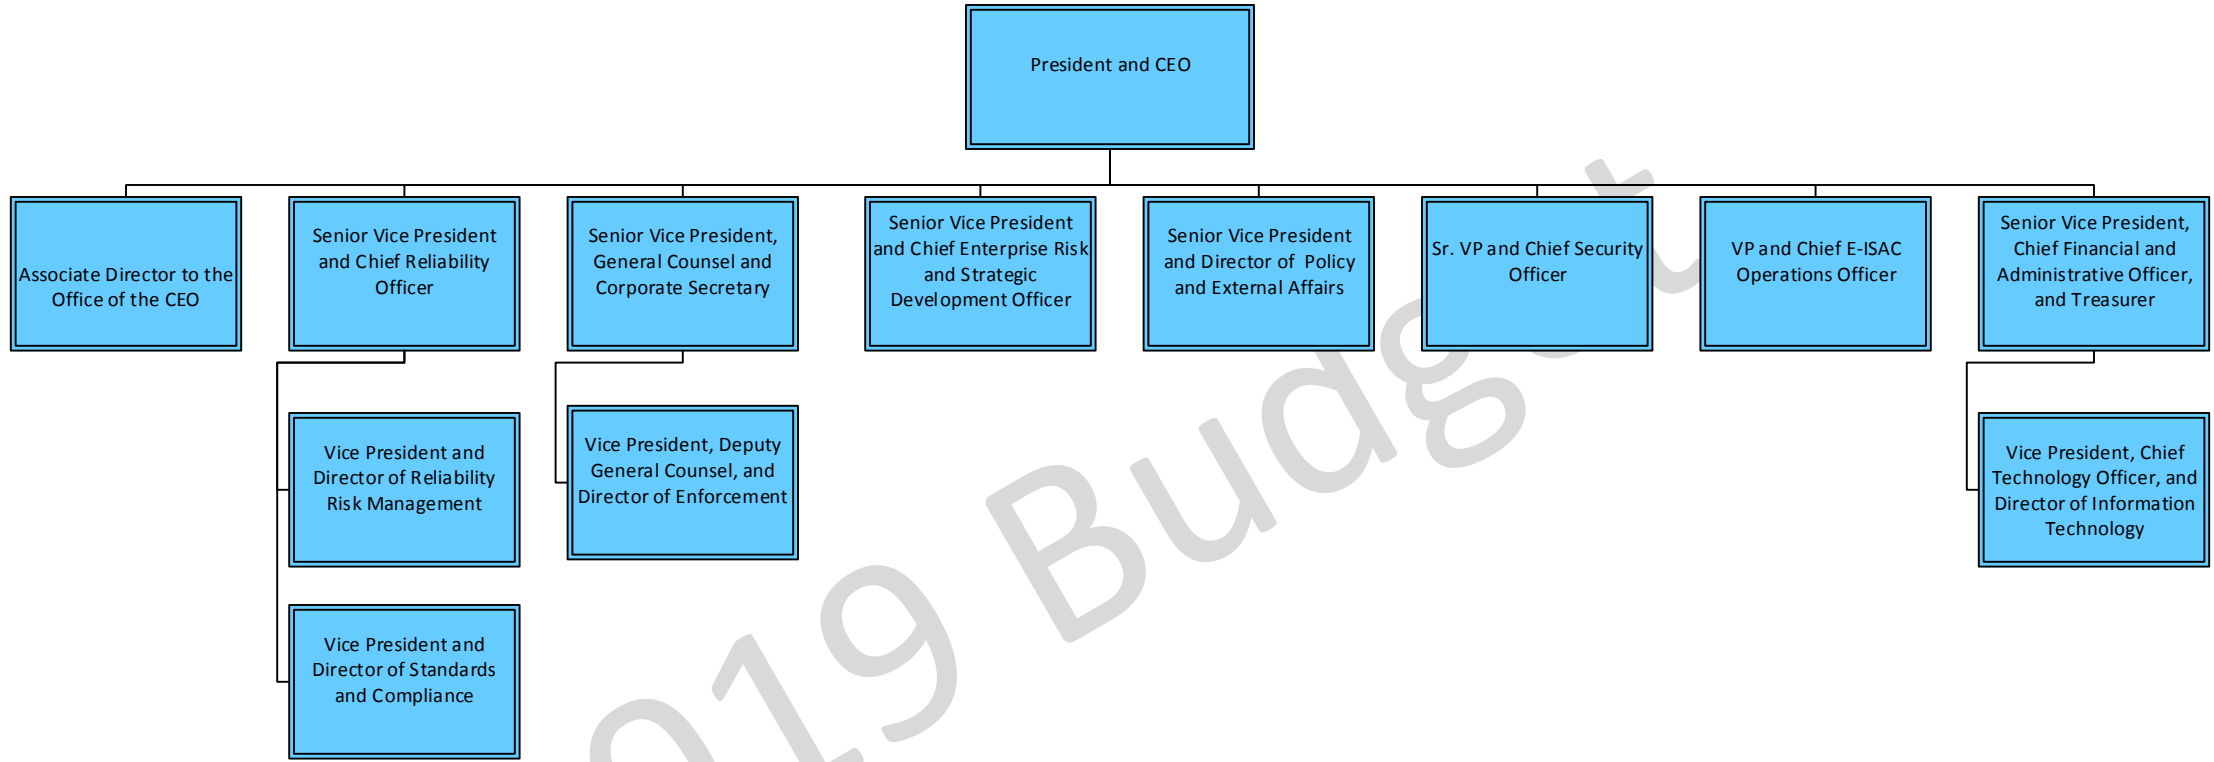 President and CEO
Associate Director to the
Office of the CEO
Senior Vice President
and Chief Reliability
Officer
Senior Vice President,
General Counsel and
Corporate Secretary
Senior Vice President
and Chief Enterprise Risk
and Strategic
Development Officer
Senior Vice President
and Director of Policy
and External Affairs
Sr. VP and Chief Security
Officer
VP and Chief E-ISAC
Operations Officer
Senior Vice President,
Chief Financial and
Administrative Officer,
and Treasurer
Vice President and
Director of Reliability
Risk Management
Vice President, Deputy
General Counsel, and
Director of Enforcement
Vice President, Chief
Technology Officer, and
Director of Information
Technology
Vice President and
Director of Standards
and Compliance
019 Budget